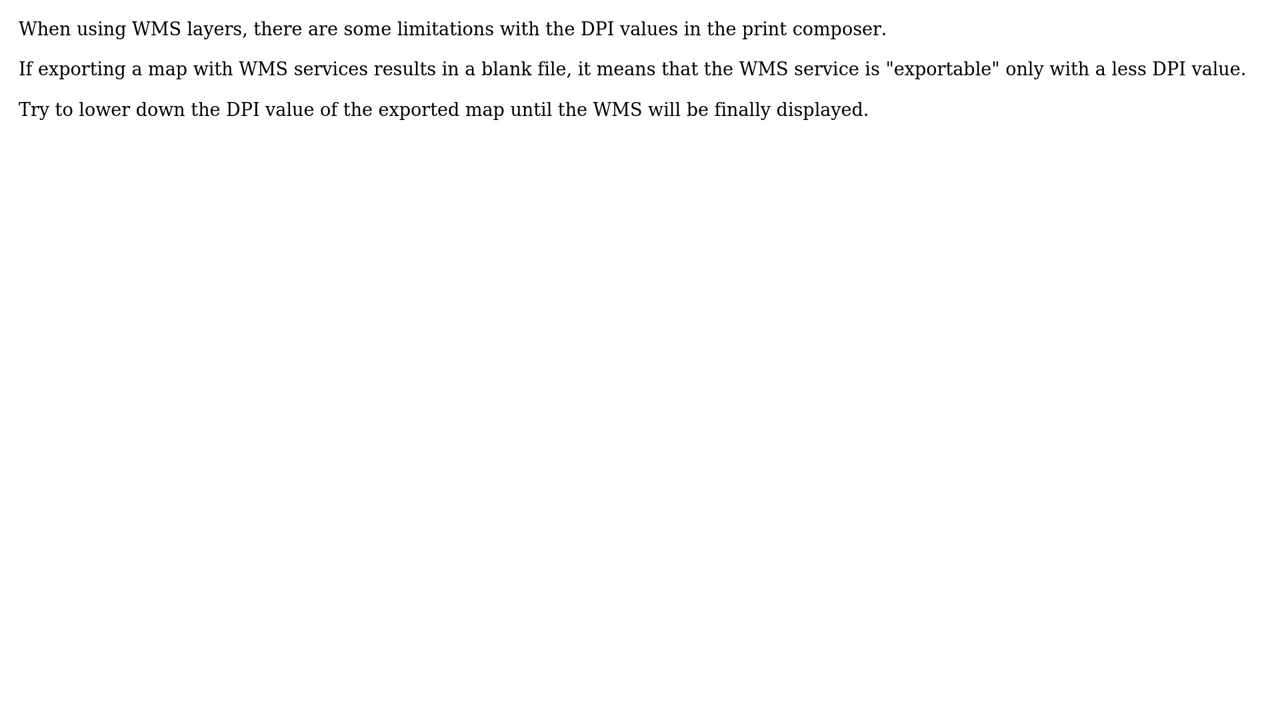 When using WMS layers, there are some limitations with the DPI values in the print composer.
If exporting a map with WMS services results in a blank file, it means that the WMS service is "exportable" only with a less DPI value.
Try to lower down the DPI value of the exported map until the WMS will be finally displayed.